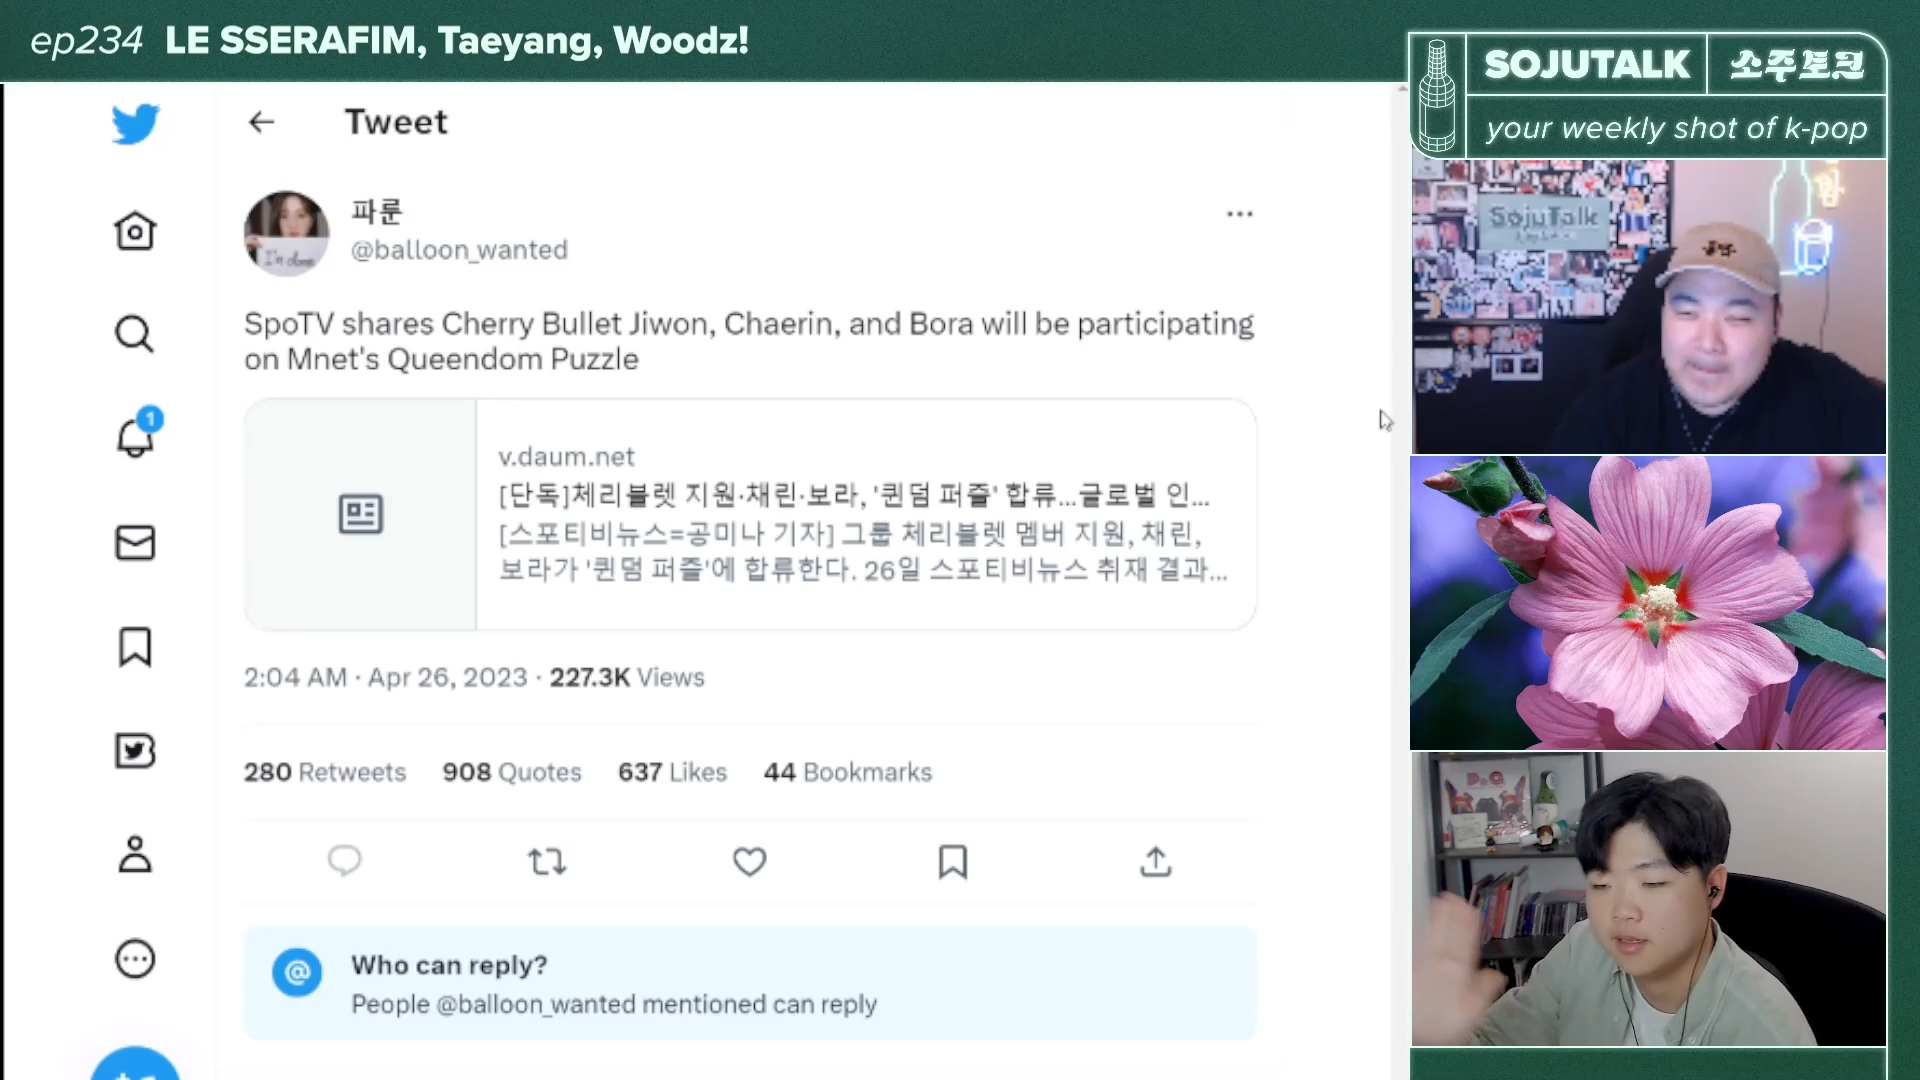 ep234 LE SSERAFIM, Taeyang, Woodz!
SOJUTALK
소주토크
your weekly shot of k-pop
Tweet
파룬
@balloon_wanted
I'm done
SpoTV shares Cherry Bullet Jiwon, Chaerin, and Bora will be participating
on Mnet's Queendom Puzzle
v.daum.net
[단독]체리블렛 지원·채린·보라, '퀸덤 퍼즐' 합류...글로벌 인...
[스포티비뉴스=공미나 기자] 그룹 체리블렛 멤버 지원, 채린,
보라가 '퀸덤 퍼즐'에 합류한다. 26일 스포티비뉴스 취재 결과...
2:04 AM · Apr 26, 2023 · 227.3K Views
280 Retweets 908 Quotes 637 Likes 44 Bookmarks
Who can reply?
People @balloon_wanted mentioned can reply
1
SojuTalk